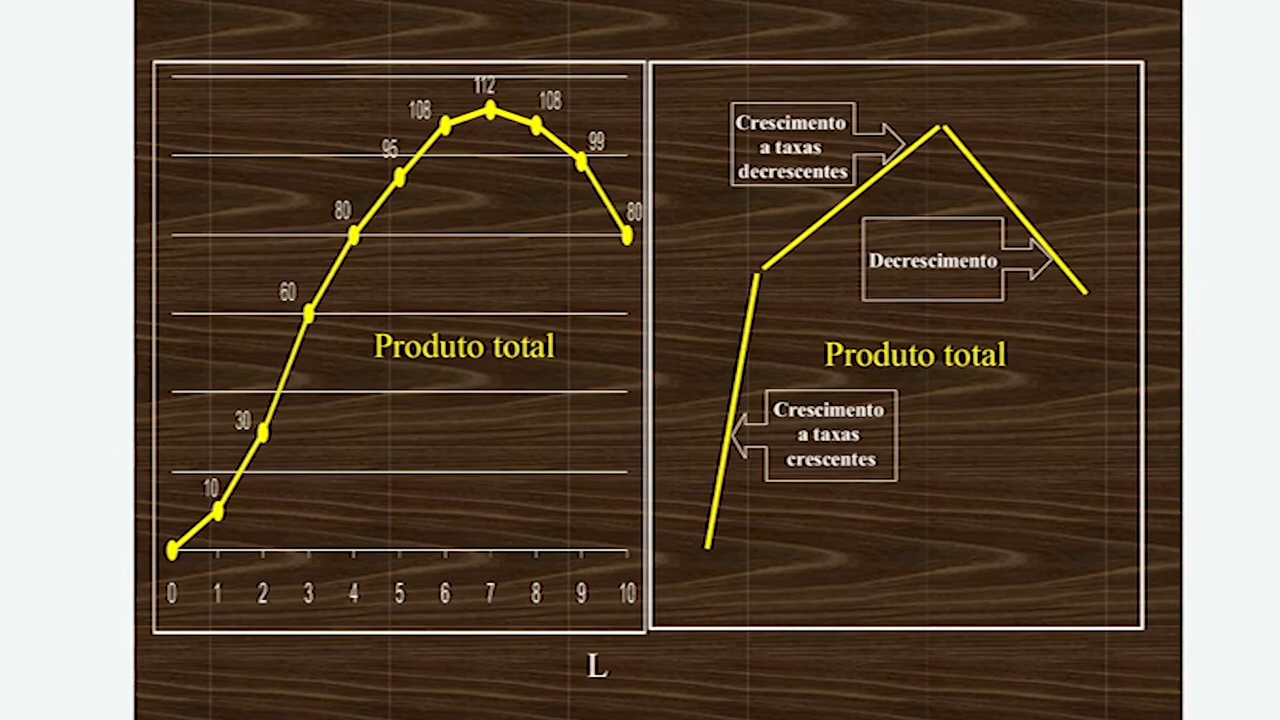 112
108
108
95
99
80
80
60
30
10
Produto total
0 1 2 3 4 5 6 7 8 9 10
Crescimento
a taxas
decrescentes
Decrescimento
Produto total
Crescimento
a taxas
crescentes
L